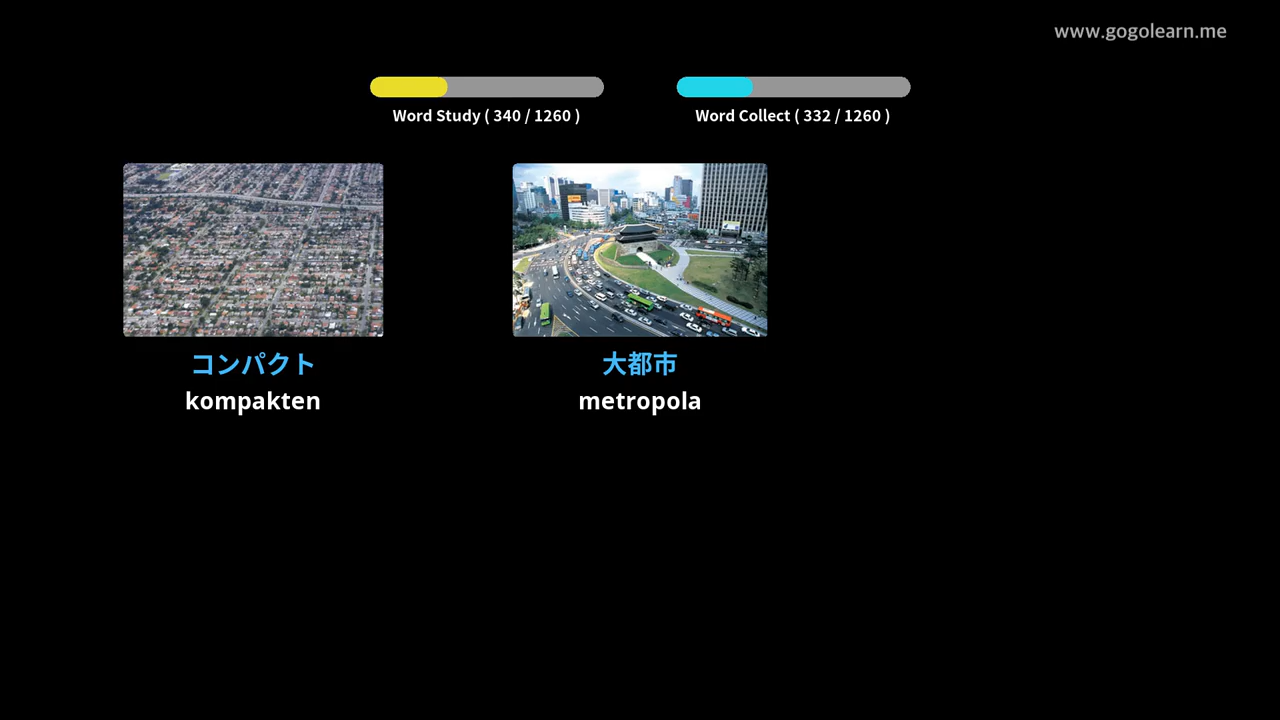 www.gogolearn.me
Word Study ( 340 / 1260 )
Word Collect ( 332 / 1260 )
コンパクト
kompakten
大都市
metropola